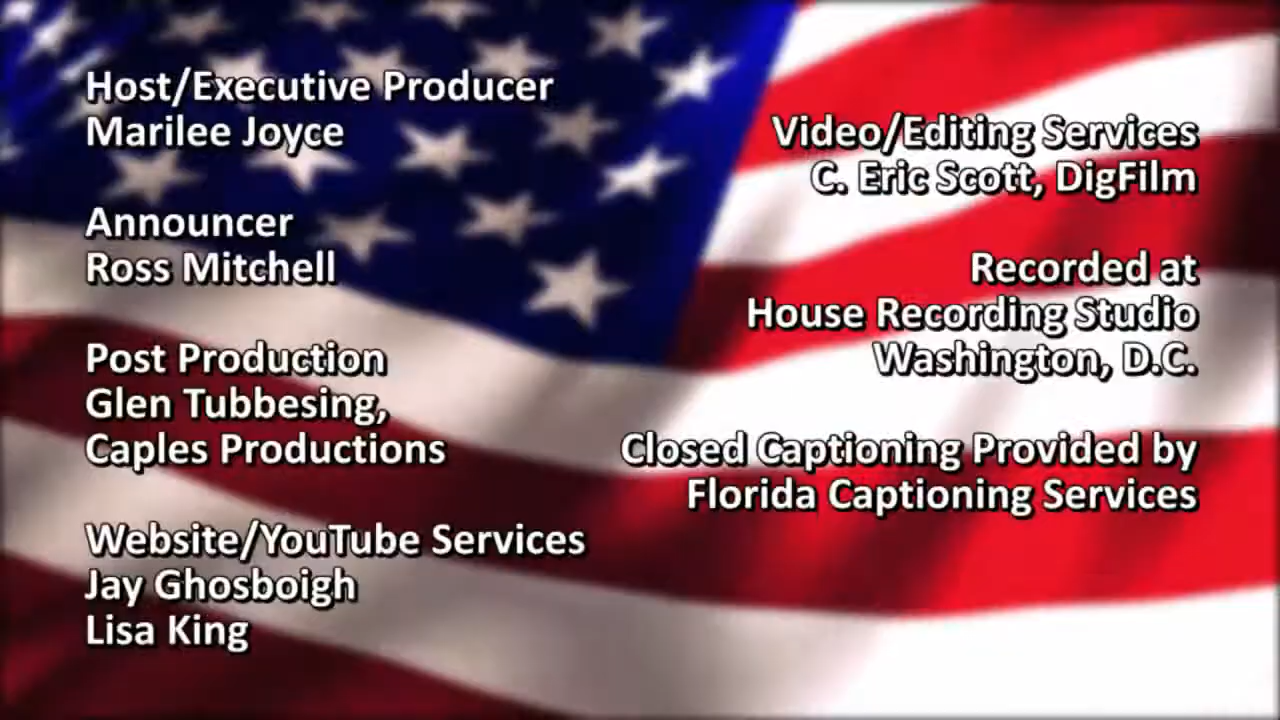 Host/Executive Producer
Marilee Joyce
Announcer
Ross Mitchell
Post Production
Glen Tubbesing,
Caples Productions
Website/YouTube Services
Jay Ghosboigh
Lisa King
Video/Editing Services
C. Eric Scott, DigFilm
Recorded at
House Recording Studio
Washington, D.C.
Closed Captioning Provided by
Florida Captioning Services